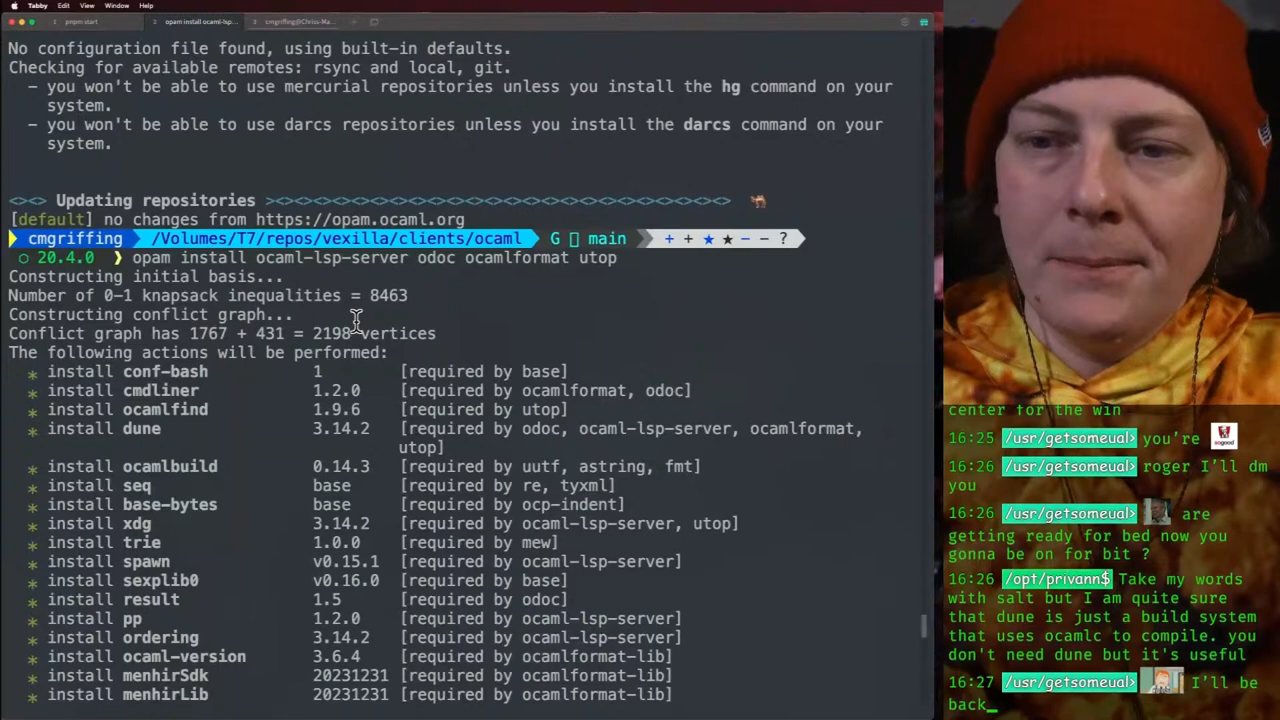 Tabby Edit View Window Help
pnpm start
opam install ocaml-lsp...
cmgriffing@Chriss-Ma...
No configuration file found, using built-in defaults.
Checking for available remotes: rsync and local, git.
- you won't be able to use mercurial repositories unless you install the hg command on your
system.
- you won't be able to use darcs repositories unless you install the darcs command on your
system.
<><> Updating repositories ><><><><><><><><><><><><><><><><><><><><><><><><><>
[default] no changes from https://opam.ocaml.org
cmgriffing /Volumes/T7/repos/vexilla/clients/ocaml G main + + ★ ★ − − ?
20.4.0 ❯ opam install ocaml-lsp-server odoc ocamlformat utop
Constructing initial basis...
Number of 0-1 knapsack inequalities = 8463
Constructing conflict graph...
Conflict graph has 1767 + 431 = 2198 vertices
The following actions will be performed:
* install conf-bash 1 [required by base]
* install cmdliner 1.2.0 [required by ocamlformat, odoc]
* install ocamlfind 1.9.6 [required by utop]
* install dune 3.14.2 [required by odoc, ocaml-lsp-server, ocamlformat,
utop]
* install ocamlbuild 0.14.3 [required by uutf, astring, fmt]
* install seq base [required by re, tyxml]
* install base-bytes base [required by ocp-indent]
* install xdg 3.14.2 [required by ocaml-lsp-server, utop]
* install trie 1.0.0 [required by mew]
* install spawn v0.15.1 [required by ocaml-lsp-server]
* install sexplib0 v0.16.0 [required by base]
* install result 1.5 [required by odoc]
* install pp 1.2.0 [required by ocaml-lsp-server]
* install ordering 3.14.2 [required by ocaml-lsp-server]
* install ocaml-version 3.6.4 [required by ocamlformat-lib]
* install menhirSdk 20231231 [required by ocamlformat-lib]
* install menhirLib 20231231 [required by ocamlformat-lib]
center for the win
16:25 /usr/getsomeual> you're
16:26 /usr/getsomeual> roger I'll dm
you
16:26 /usr/getsomeual> are
getting ready for bed now you
gonna be on for bit ?
16:26 /opt/privann$ Take my words
with salt but I am quite sure
that dune is just a build system
that uses ocamlc to compile. you
don't need dune but it's useful
16:27 /usr/getsomeual> I'll be
back_